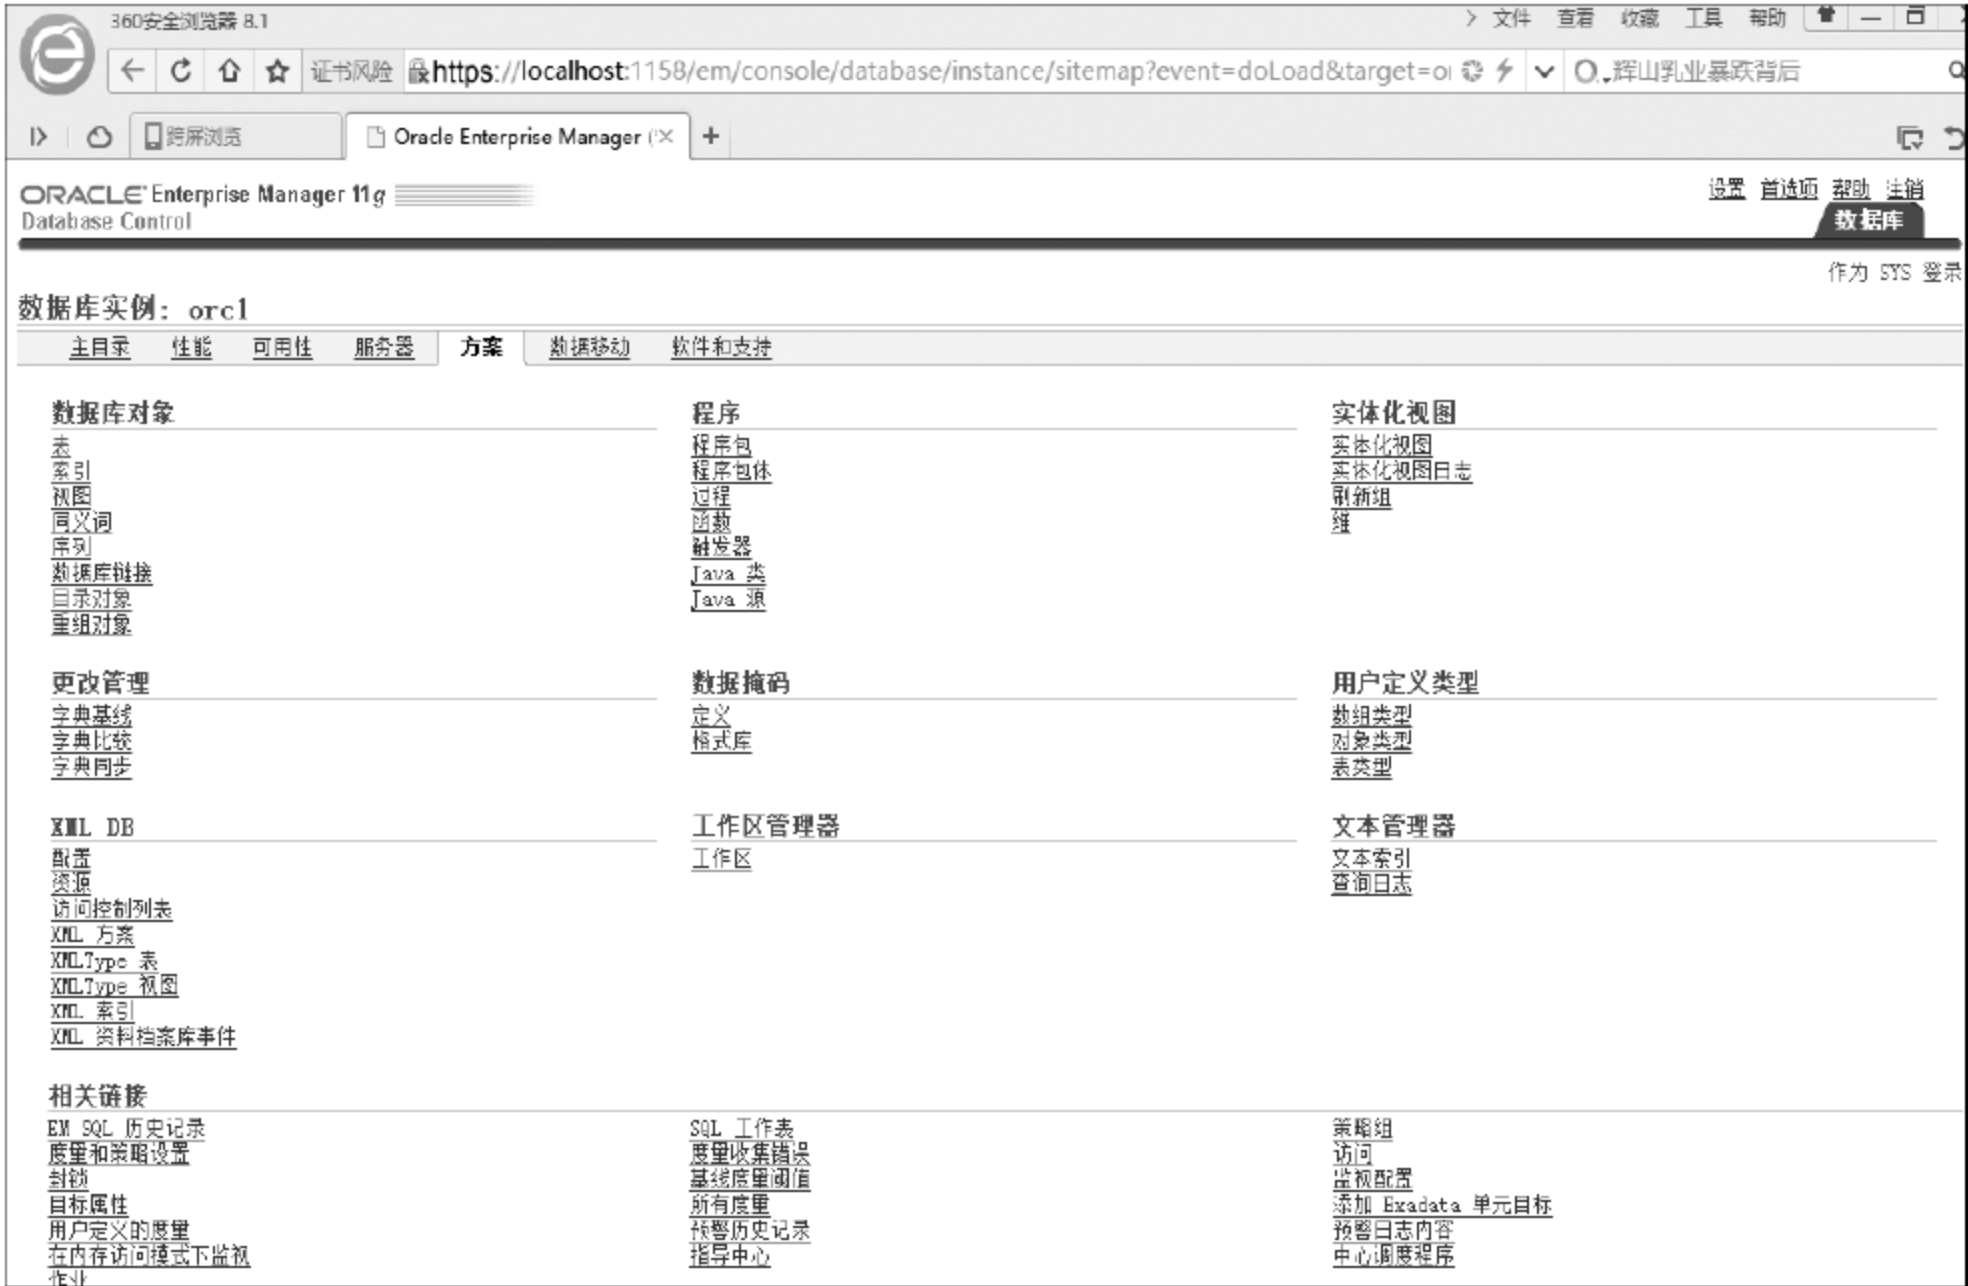 360安全浏览器 8.1
文件 查看 收藏 工具 帮助
证书风险 https://localhost:1158/em/console/database/instance/sitemap?event=doLoad&target=or 辉山乳业暴跌背后
跨屏浏览 Oracle Enterprise Manager (
ORACLE Enterprise Manager 11g
设置 首选项 帮助 注销
Database Control
数据库
作为 SYS 登录
数据库实例: orcl
主目录 性能 可用性 服务器 方案 数据移动 软件和支持
数据库对象
表
索引
视图
同义词
序列
数据库链接
目录对象
重组对象
程序
程序包
程序包体
过程
函数
触发器
Java 类
Java 源
实体化视图
实体化视图
实体化视图日志
刷新组
维
更改管理
字典基线
字典比较
字典同步
数据掩码
定义
格式库
用户定义类型
数组类型
对象类型
表类型
XML DB
配置
资源
访问控制列表
XML 方案
XMLType 表
XMLType 视图
XML 索引
XML 资料档案库事件
工作区管理器
工作区
文本管理器
文本索引
查询日志
相关链接
EM SQL 历史记录
度量和策略设置
封锁
目标属性
用户定义的度量
在内存访问模式下监视
作业
SQL 工作表
度量收集错误
基线度量阈值
所有度量
预警历史记录
指导中心
策略组
访问
监视配置
添加 Exadata 单元目标
预警日志内容
中心调度程序